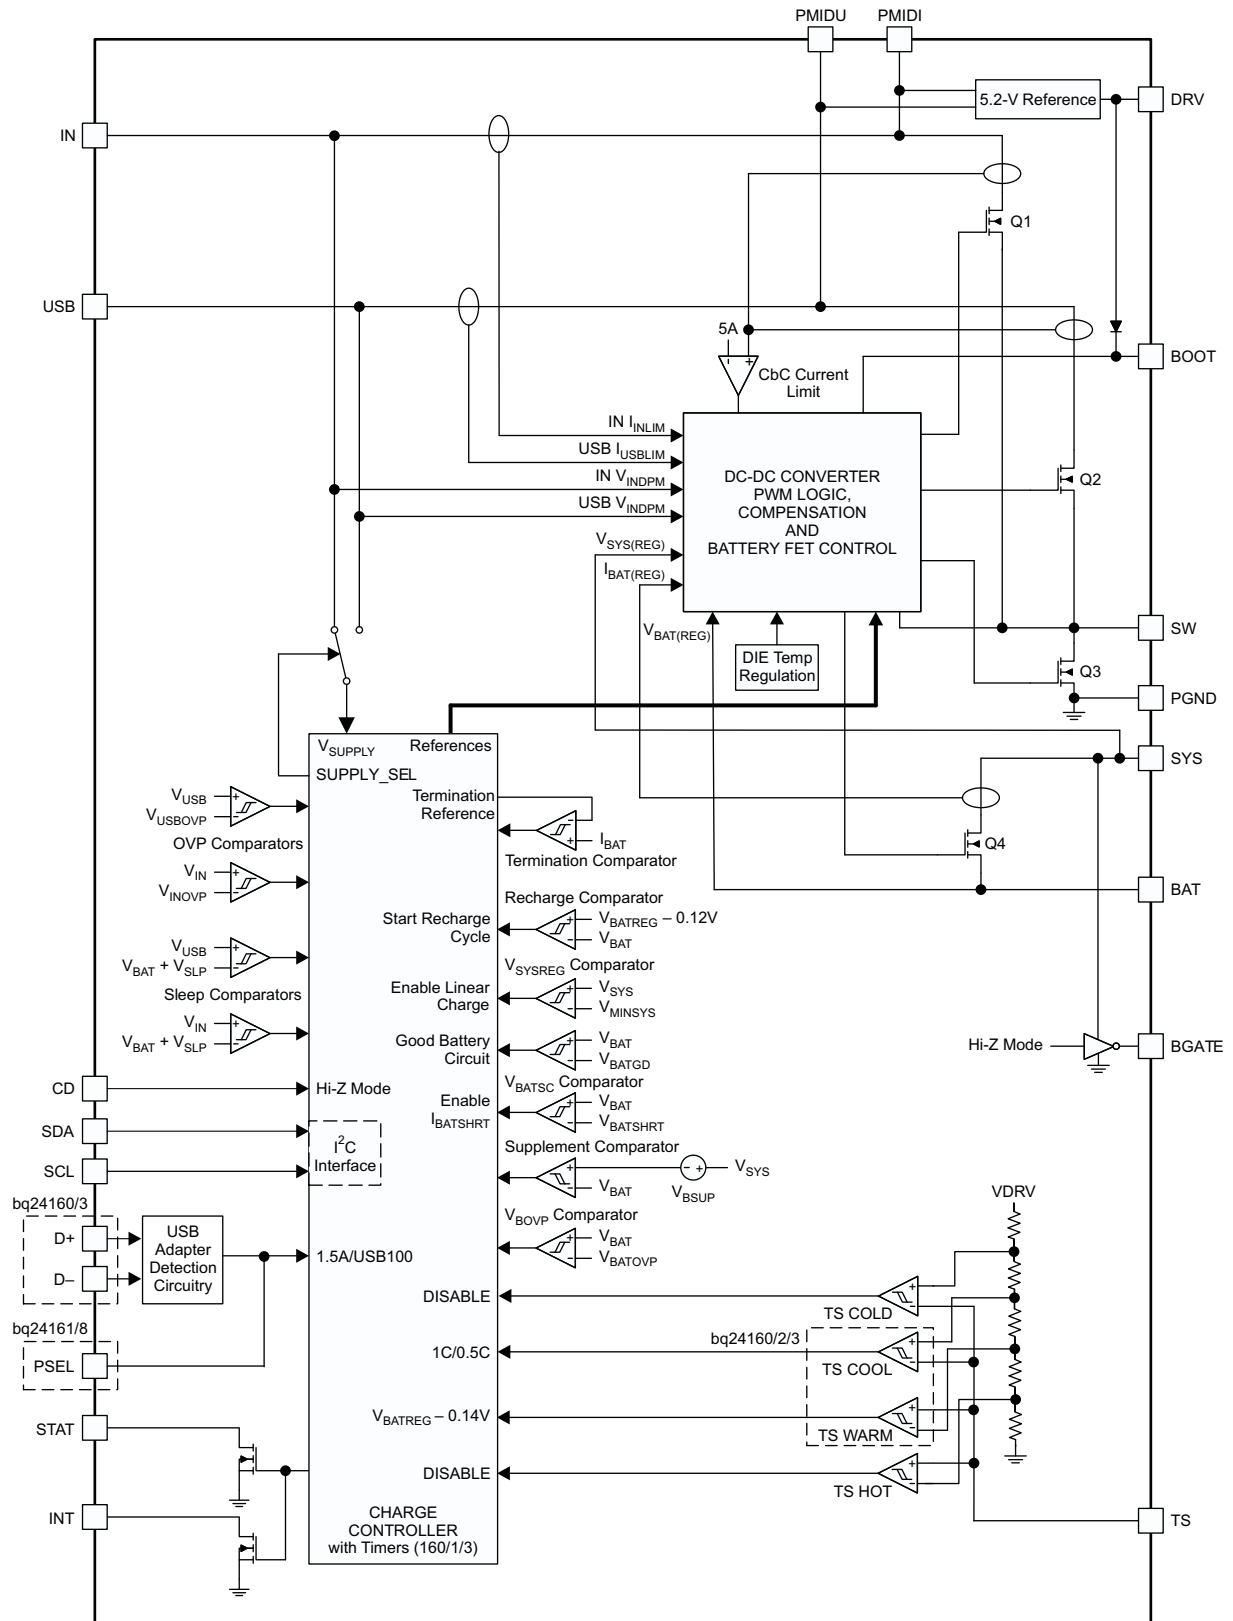 PMIDU
PMIDI
5.2-V Reference
DRV
IN
Q1
USB
5A
-
+
CbC Current
Limit
BOOT
IN I_INLIM
USB I_USBLIM
IN V_INDPM
USB V_INDPM
V_SYS(REG)
I_BAT(REG)
DC-DC CONVERTER
PWM LOGIC,
COMPENSATION
AND
BATTERY FET CONTROL
Q2
V_BAT(REG)
DIE Temp
Regulation
SW
Q3
PGND
V_SUPPLY
References
SYS
SUPPLY_SEL
V_USB
+
V_USBOVP
-
Termination
Reference
-
+
I_BAT
Termination Comparator
Q4
OVP Comparators
V_IN
+
V_INOVP
-
BAT
Recharge Comparator
Start Recharge
Cycle
+
V_BATREG – 0.12V
-
V_BAT
V_USB
+
V_BAT + V_SLP
-
V_SYSREG Comparator
Enable Linear
Charge
+
V_SYS
-
V_MINSYS
Sleep Comparators
V_IN
+
V_BAT + V_SLP
-
Good Battery
Circuit
+
V_BAT
-
V_BATGD
Hi-Z Mode
BGATE
CD
Hi-Z Mode
V_BATSC Comparator
Enable
I_BATSHRT
+
V_BAT
-
V_BATSHRT
SDA
SCL
I²C
Interface
Supplement Comparator
+
-
V_BAT
- +
V_SYS
V_BSUP
bq24160/3
D+
D–
USB
Adapter
Detection
Circuitry
1.5A/USB100
V_BOVP Comparator
+
V_BAT
-
V_BATOVP
VDRV
DISABLE
+
-
TS COLD
bq24161/8
PSEL
bq24160/2/3
1C/0.5C
+
-
TS COOL
V_BATREG – 0.14V
+
-
TS WARM
STAT
DISABLE
+
-
TS HOT
INT
CHARGE
CONTROLLER
with Timers (160/1/3)
TS